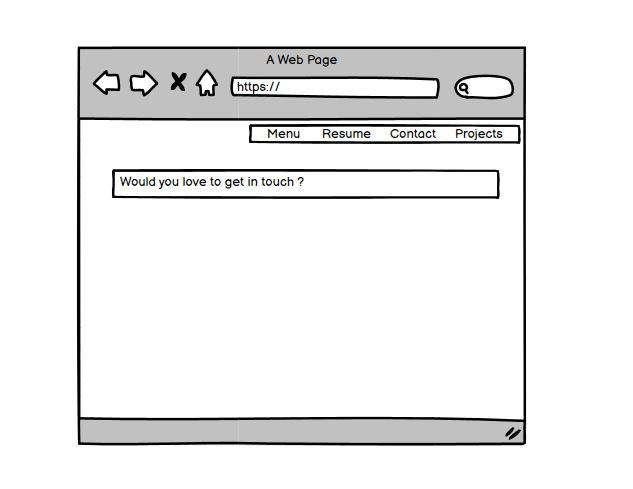 A Web Page
https://
Menu Resume Contact Projects
Would you love to get in touch ?